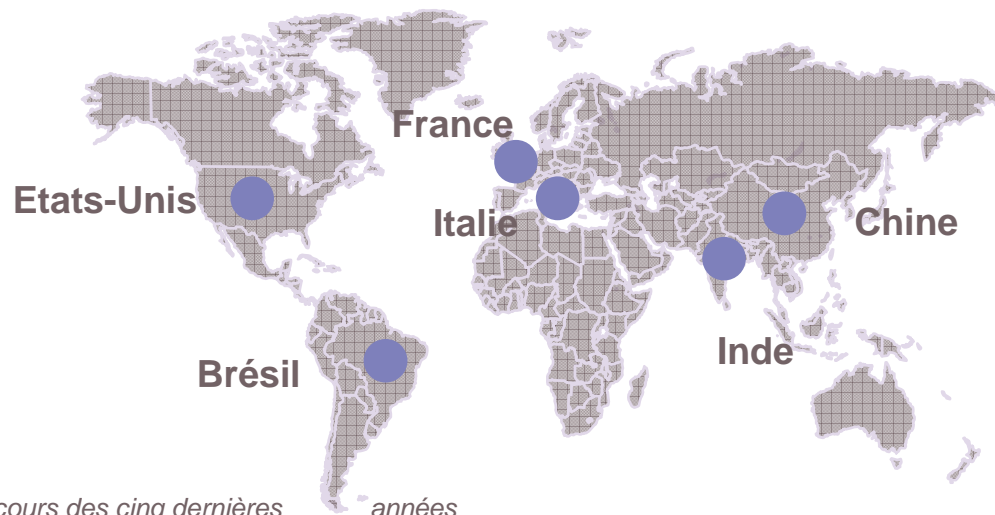 France
Etats-Unis
Italie
Chine
Inde
Brésil
cours des cinq dernières années